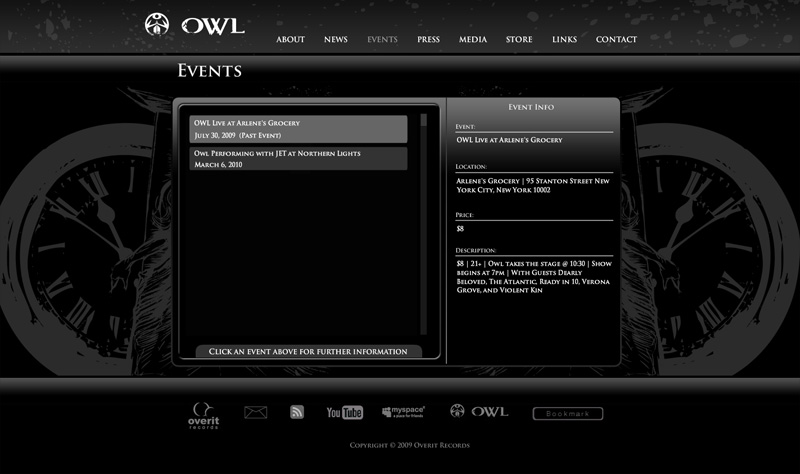 OWL
ABOUT NEWS EVENTS PRESS MEDIA STORE LINKS CONTACT
Events
OWL Live at Arlene's Grocery
July 30, 2009 (Past Event)
Owl Performing with JET at Northern Lights
March 6, 2010
Click an event above for further information
Event Info
Event:
OWL Live at Arlene's Grocery
Location:
Arlene's Grocery | 95 Stanton Street New
York City, New York 10002
Price:
$8
Description:
$8 | 21+ | Owl takes the stage @ 10:30 | Show
begins at 7pm | With Guests Dearly
Beloved, The Atlantic, Ready in 10, Verona
Grove, and Violent Kin
overit
records
YouTube
myspace
a place for friends
OWL
Bookmark
Copyright © 2009 Overit Records